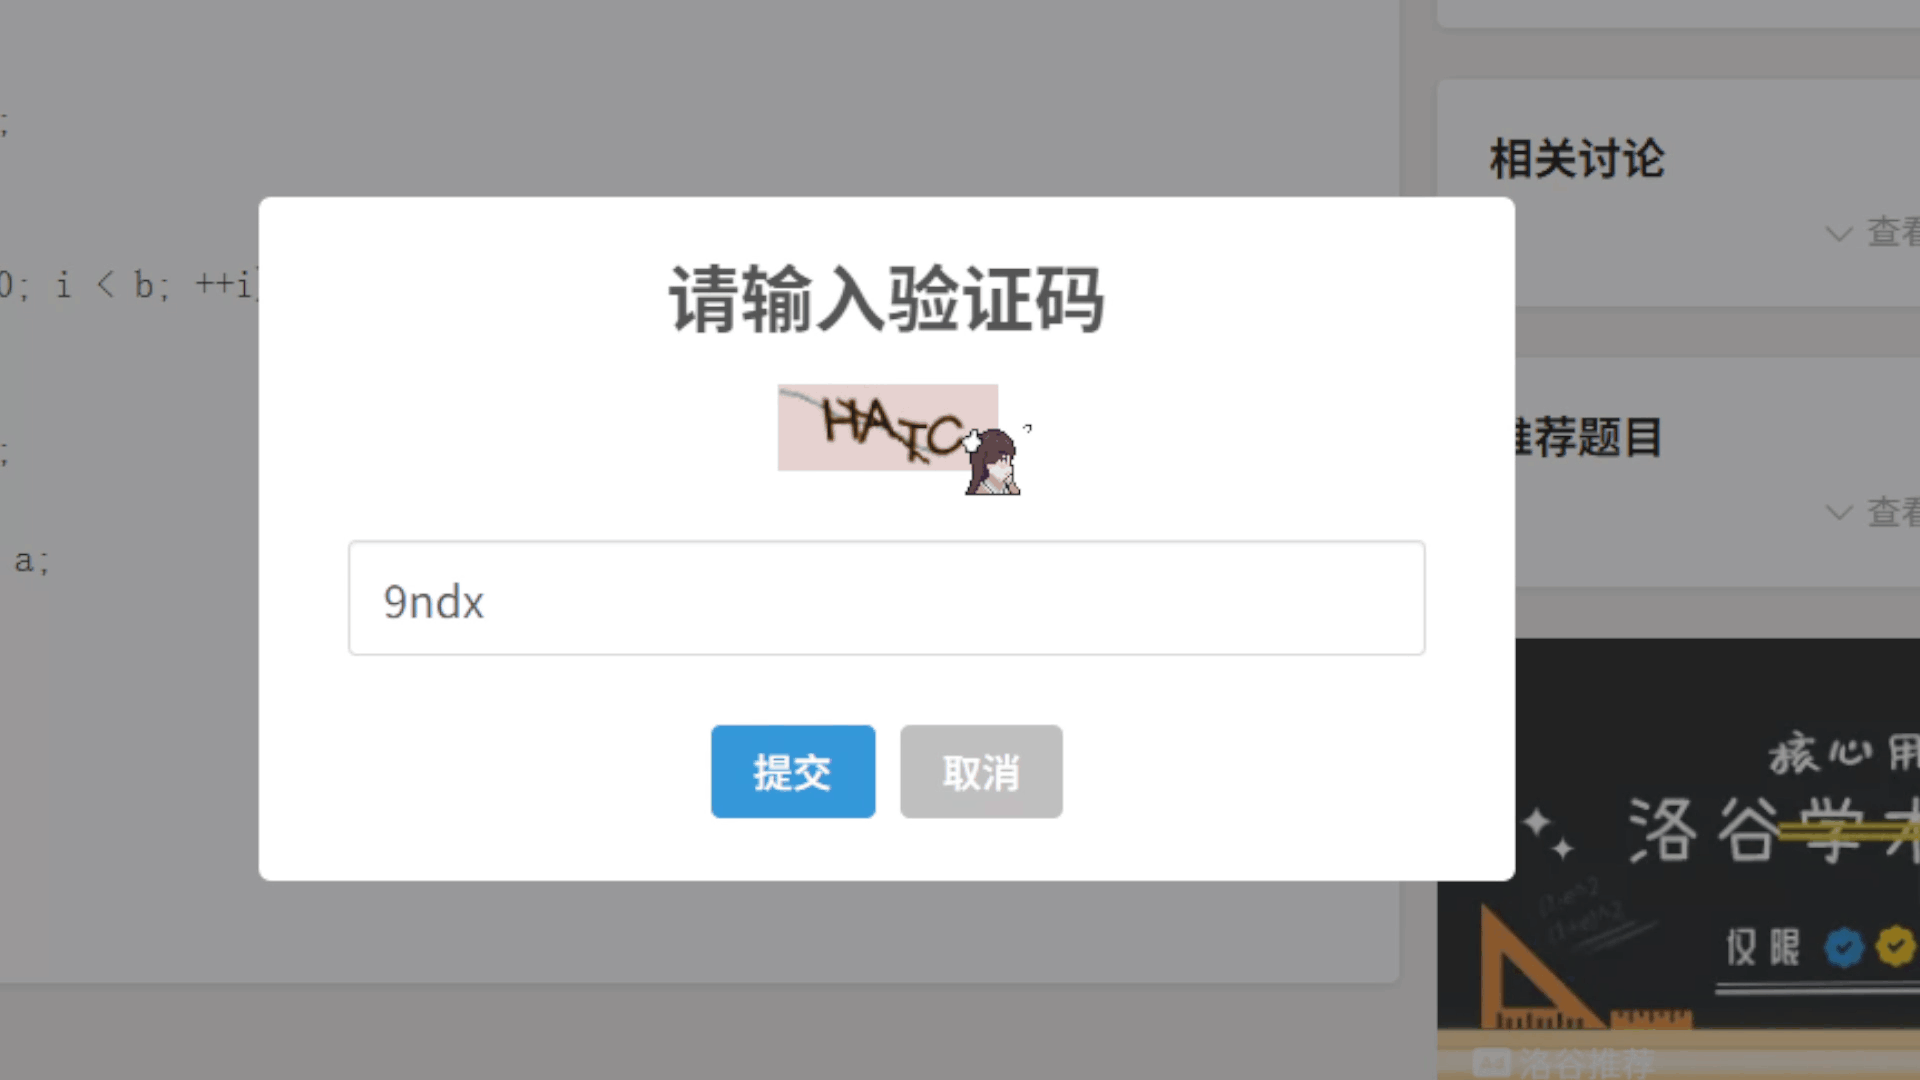 ;
0; i < b; ++i)
;
a;
请输入验证码
9ndx
提交
取消
相关讨论
查看
推荐题目
查看
核心用
洛谷学术
仅限
洛谷推荐